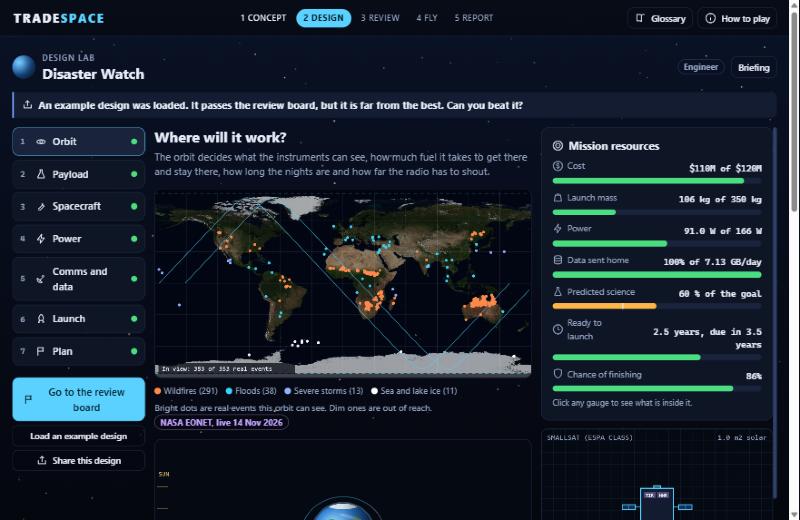 TRADESPACE
1 CONCEPT
2 DESIGN
3 REVIEW
4 FLY
5 REPORT
Glossary
How to play
DESIGN LAB
Disaster Watch
Engineer
Briefing
An example design was loaded. It passes the review board, but it is far from the best. Can you beat it?
1 Orbit
2 Payload
3 Spacecraft
4 Power
5 Comms and
data
6 Launch
7 Plan
Go to the review
board
Load an example design
Share this design
Where will it work?
The orbit decides what the instruments can see, how much fuel it takes to get there
and stay there, how long the nights are and how far the radio has to shout.
In view: 353 of 353 real events
Wildfires (291)
Floods (38)
Severe storms (13)
Sea and lake ice (11)
Bright dots are real events this orbit can see. Dim ones are out of reach.
NASA EONET, live 14 Nov 2026
SUN
Mission resources
Cost
$110M of $120M
Launch mass
106 kg of 350 kg
Power
91.0 W of 166 W
Data sent home
100% of 7.13 GB/day
Predicted science
60 % of the goal
Ready to
launch
2.5 years, due in 3.5
years
Chance of finishing
86%
Click any gauge to see what is inside it.
SMALLSAT (ESPA CLASS)
1.0 m2 solar